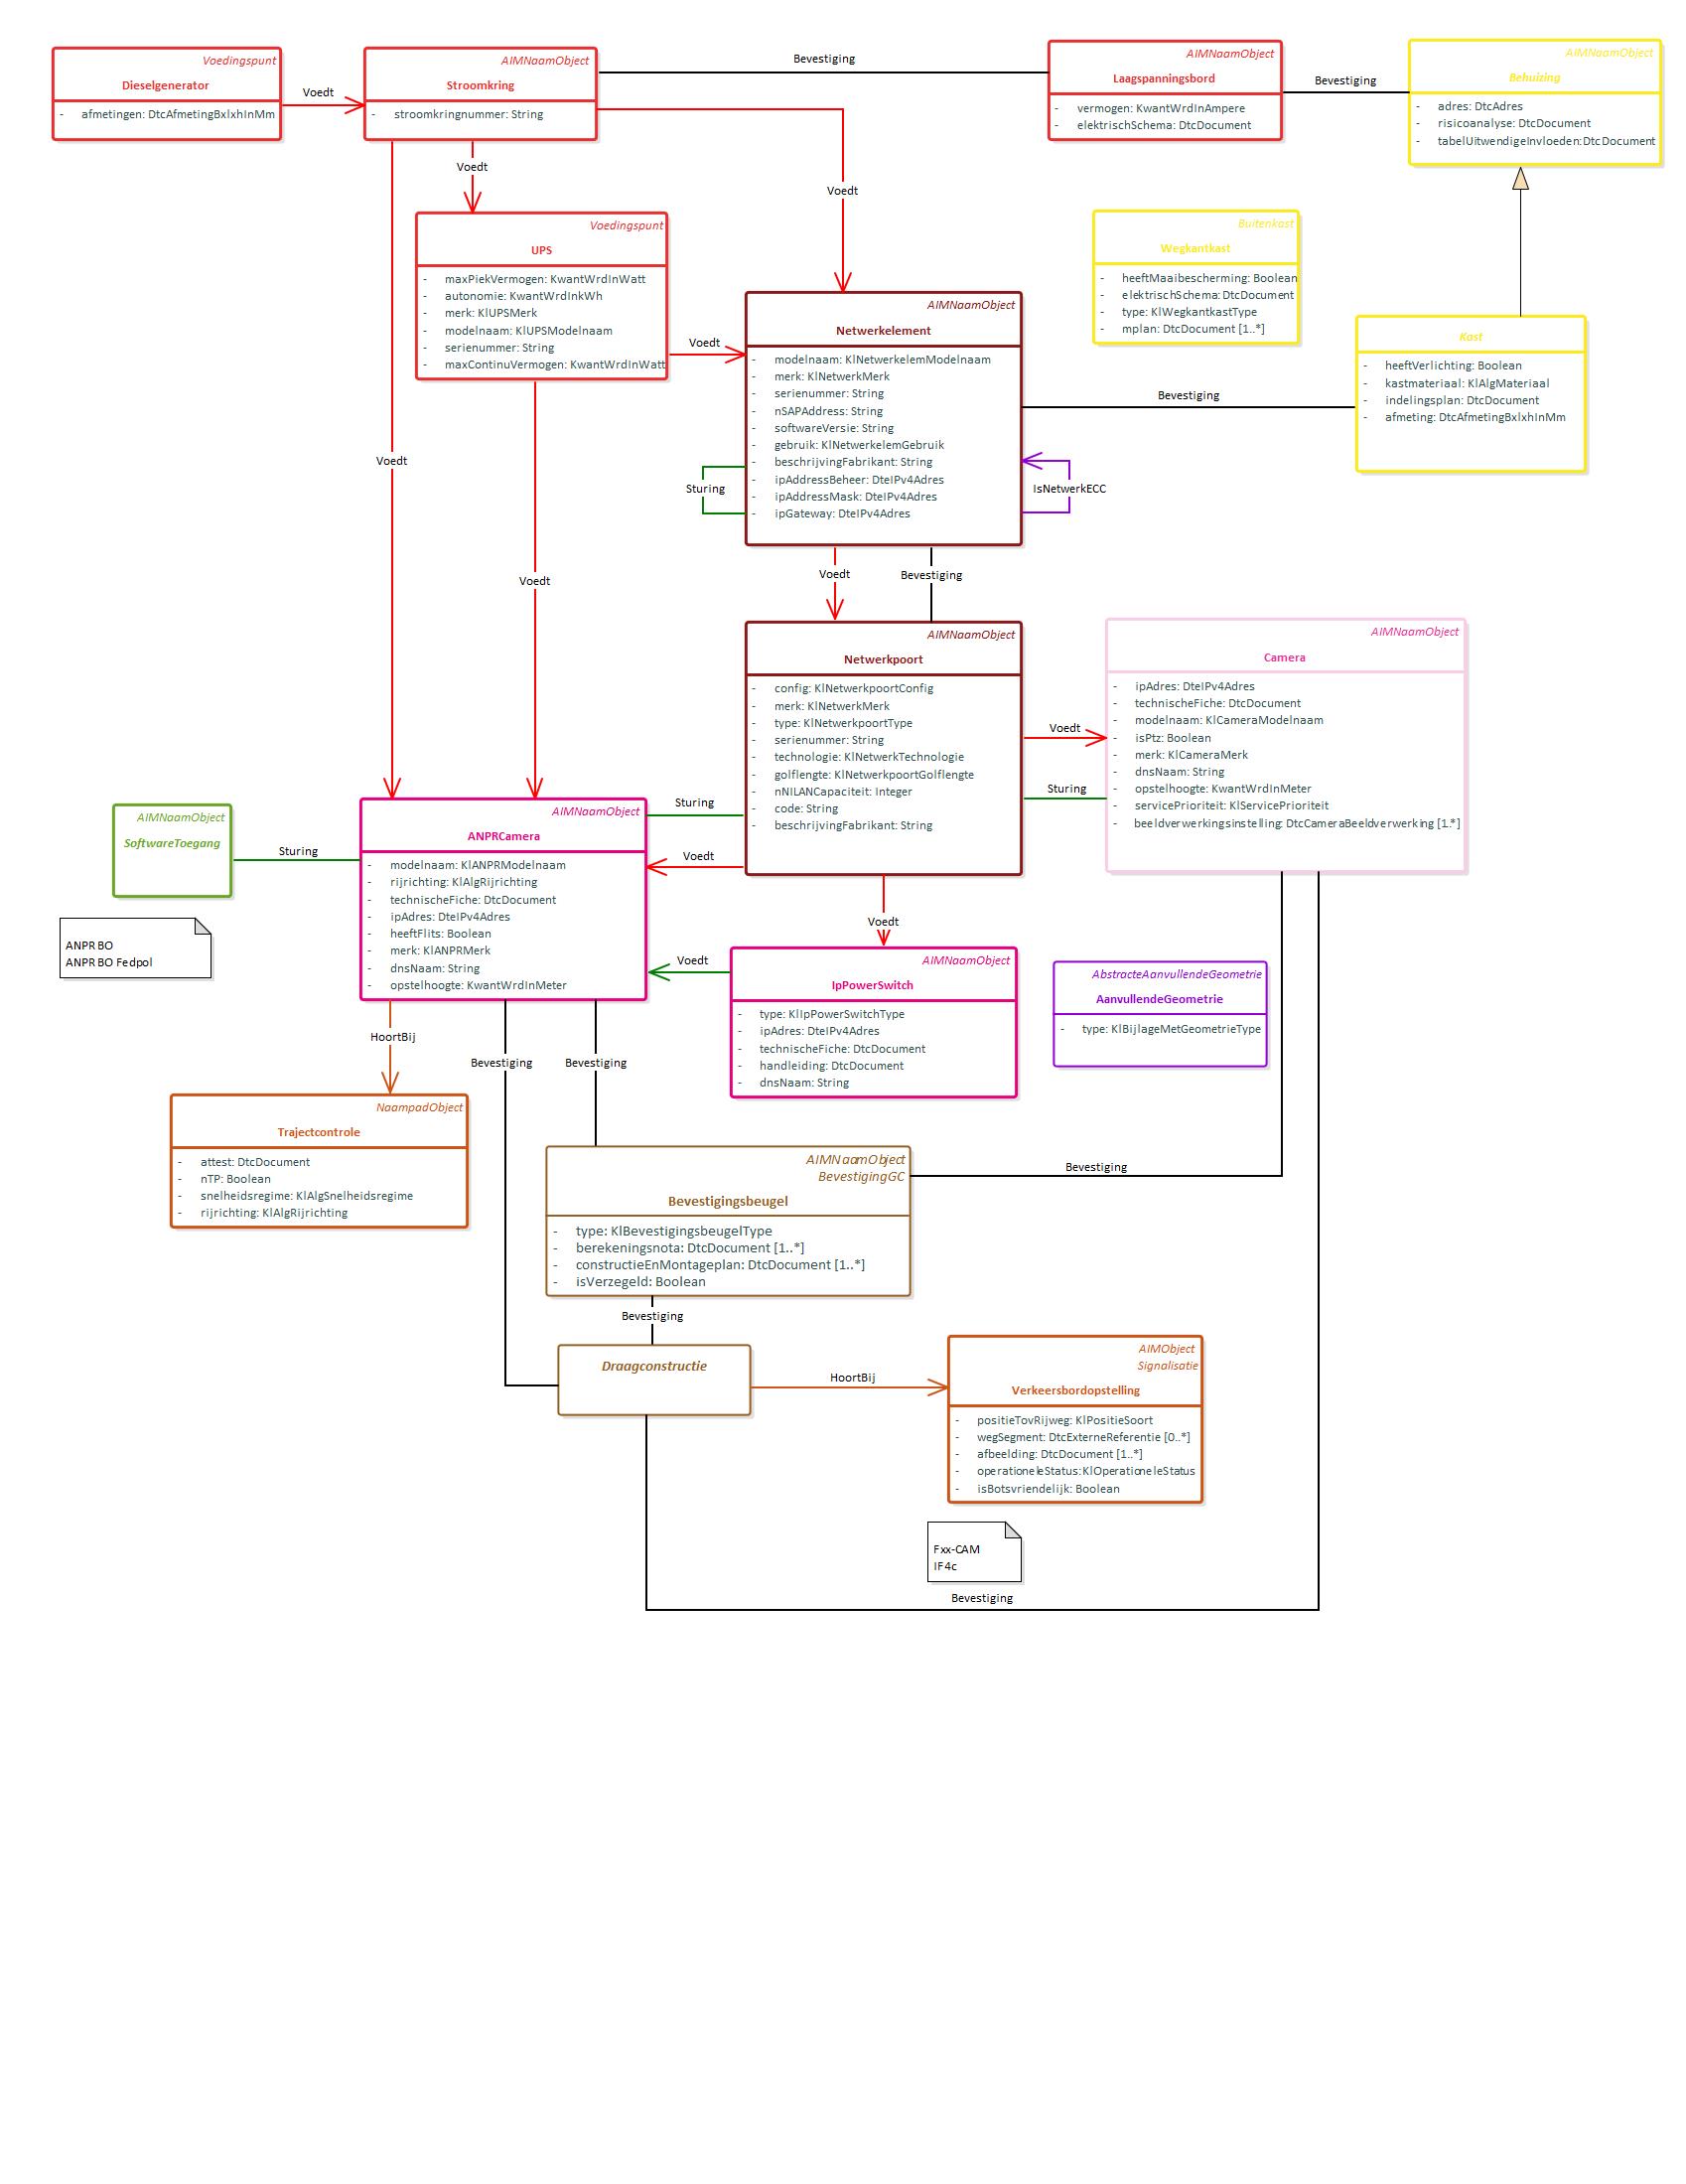 Voedingspunt
Dieselgenerator
- afmetingen: DtcAfmetingBxlxhInMm
Voedt
AIMNaamObject
Stroomkring
- stroomkringnummer: String
Bevestiging
AIMNaamObject
Laagspanningsbord
- vermogen: KwantWrdInAmpere
- elektrischSchema: DtcDocument
Bevestiging
AIMNaamObject
Behuizing
- adres: DtcAdres
- risicoanalyse: DtcDocument
- tabelUitwendigeInvloeden: DtcDocument
Voedt
Voedt
Voedingspunt
UPS
- maxPiekVermogen: KwantWrdInWatt
- autonomie: KwantWrdInkWh
- merk: KlUPSMerk
- modelnaam: KlUPSModelnaam
- serienummer: String
- maxContinuVermogen: KwantWrdInWatt
Buitenkast
Wegkantkast
- heeftMaaibescherming: Boolean
- elektrischSchema: DtcDocument
- type: KlWegkantkastType
- mplan: DtcDocument [1..*]
Voedt
AIMNaamObject
Netwerkelement
- modelnaam: KlNetwerkelemModelnaam
- merk: KlNetwerkMerk
- serienummer: String
- nSAPAddress: String
- softwareVersie: String
- gebruik: KlNetwerkelemGebruik
- beschrijvingFabrikant: String
- ipAddressBeheer: DteIPv4Adres
- ipAddressMask: DteIPv4Adres
- ipGateway: DteIPv4Adres
Kast
- heeftVerlichting: Boolean
- kastmateriaal: KlAlgMateriaal
- indelingsplan: DtcDocument
- afmeting: DtcAfmetingBxlxhInMm
Bevestiging
Voedt
Sturing
IsNetwerkECC
Voedt
Voedt
Bevestiging
AIMNaamObject
Netwerkpoort
- config: KlNetwerkpoortConfig
- merk: KlNetwerkMerk
- type: KlNetwerkpoortType
- serienummer: String
- technologie: KlNetwerkTechnologie
- golflengte: KlNetwerkpoortGolflengte
- nNILANCapaciteit: Integer
- code: String
- beschrijvingFabrikant: String
Voedt
Sturing
AIMNaamObject
Camera
- ipAdres: DteIPv4Adres
- technischeFiche: DtcDocument
- modelnaam: KlCameraModelnaam
- isPtz: Boolean
- merk: KlCameraMerk
- dnsNaam: String
- opstelhoogte: KwantWrdInMeter
- servicePrioriteit: KlServicePrioriteit
- beeldverwerkingsinstelling: DtcCameraBeeldverwerking [1.*]
AIMNaamObject
SoftwareToegang
Sturing
AIMNaamObject
ANPRCamera
- modelnaam: KlANPRModelnaam
- rijrichting: KlAlgRijrichting
- technischeFiche: DtcDocument
- ipAdres: DteIPv4Adres
- heeftFlits: Boolean
- merk: KlANPRMerk
- dnsNaam: String
- opstelhoogte: KwantWrdInMeter
Sturing
Voedt
Voedt
ANPR BO
ANPR BO Fedpol
Voedt
AIMNaamObject
IpPowerSwitch
- type: KlIpPowerSwitchType
- ipAdres: DteIPv4Adres
- technischeFiche: DtcDocument
- handleiding: DtcDocument
- dnsNaam: String
AbstracteAanvullendeGeometrie
AanvullendeGeometrie
- type: KlBijlageMetGeometrieType
HoortBij
Bevestiging
Bevestiging
NaampadObject
Trajectcontrole
- attest: DtcDocument
- nTP: Boolean
- snelheidsregime: KlAlgSnelheidsregime
- rijrichting: KlAlgRijrichting
AIMNaamObject
BevestigingGC
Bevestigingsbeugel
- type: KlBevestigingsbeugelType
- berekeningsnota: DtcDocument [1..*]
- constructieEnMontageplan: DtcDocument [1..*]
- isVerzegeld: Boolean
Bevestiging
Bevestiging
Draagconstructie
HoortBij
AIMObject
Signalisatie
Verkeersbordopstelling
- positieTovRijweg: KlPositieSoort
- wegSegment: DtcExterneReferentie [0..*]
- afbeelding: DtcDocument [1..*]
- operationeleStatus: KlOperationeleStatus
- isBotsvriendelijk: Boolean
Fxx-CAM
IF4c
Bevestiging